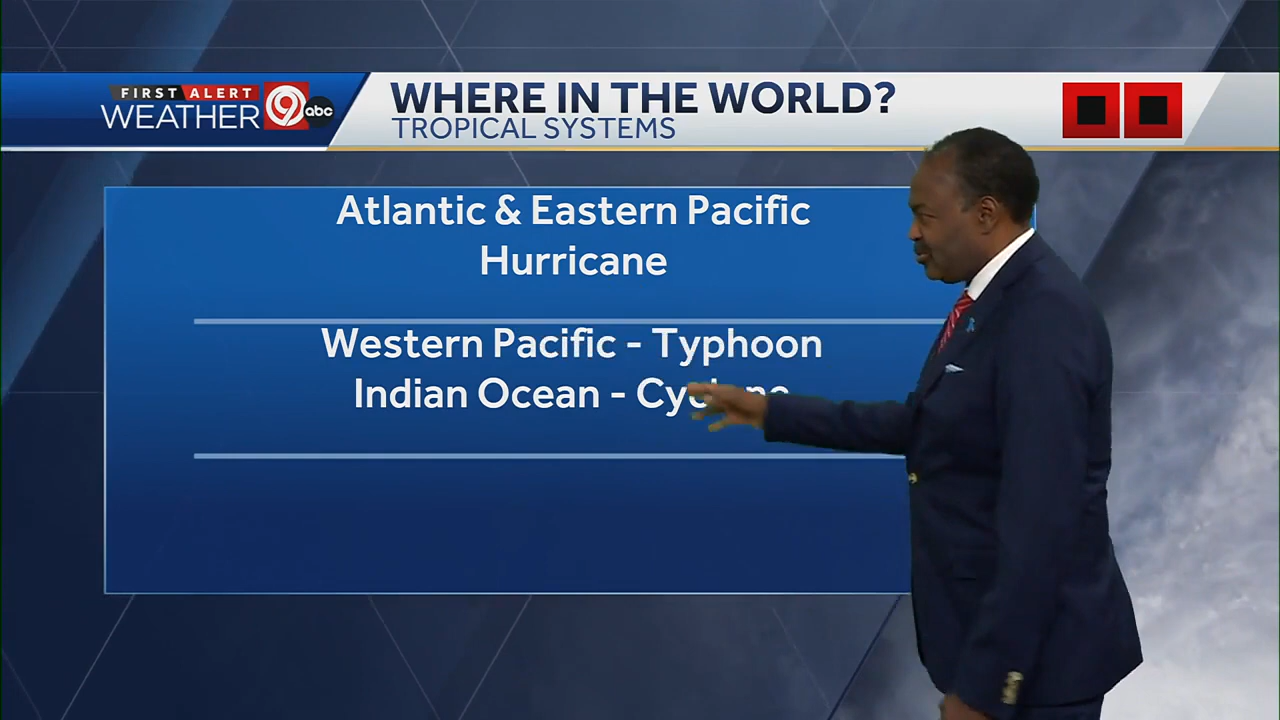 FIRST ALERT
WEATHER 9 abc
WHERE IN THE WORLD?
TROPICAL SYSTEMS
Atlantic & Eastern Pacific
Hurricane
Western Pacific - Typhoon
Indian Ocean -